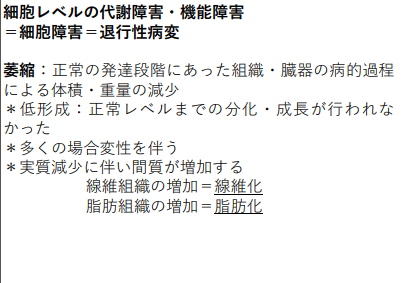 細胞レベルの代謝障害・機能障害
＝細胞障害＝退行性病変
萎縮：正常の発達段階にあった組織・臓器の病的過程
による体積・重量の減少
＊低形成：正常レベルまでの分化・成長が行われな
かった
＊多くの場合変性を伴う
＊実質減少に伴い間質が増加する
線維組織の増加＝線維化
脂肪組織の増加＝脂肪化